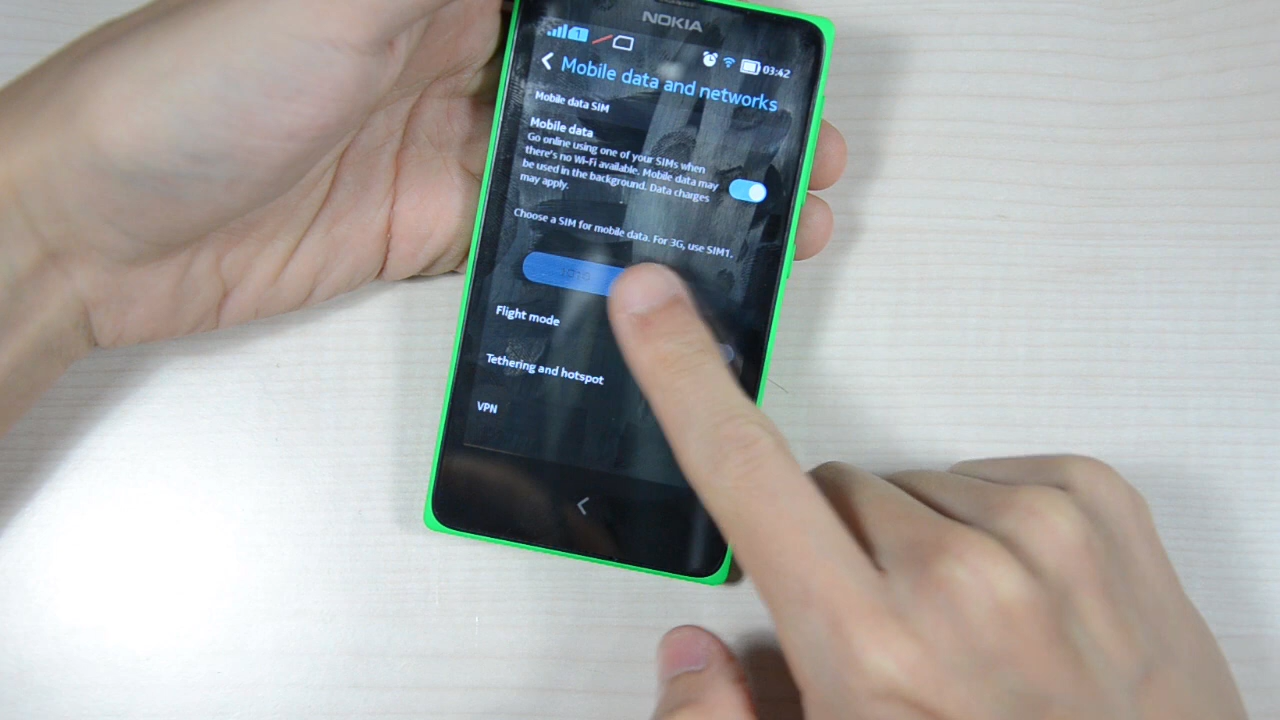 NOKIA
1
03:42
Mobile data and networks
Mobile data SIM
Mobile data
Go online using one of your SIMs when
there's no Wi-Fi available. Mobile data may
be used in the background. Data charges
may apply.
Choose a SIM for mobile data. For 3G, use SIM1.
Flight mode
Tethering and hotspot
VPN